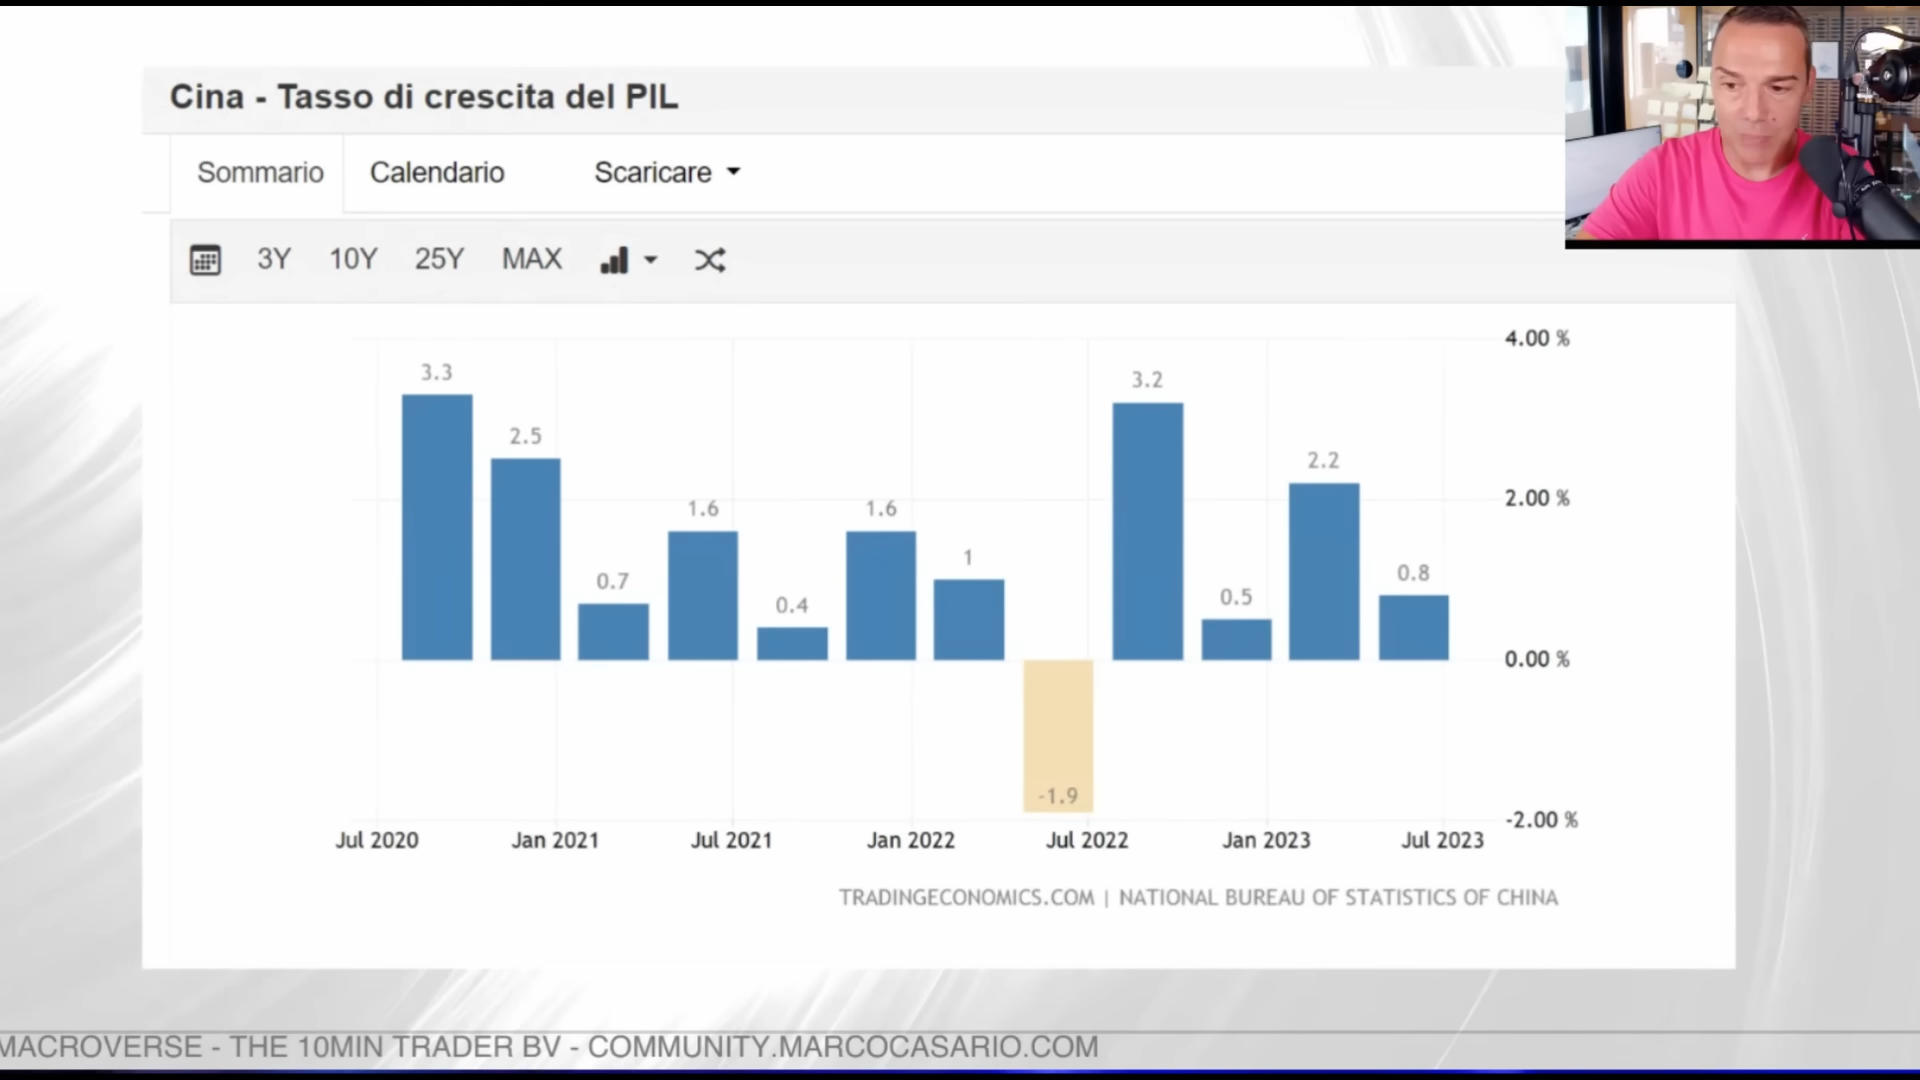 Cina - Tasso di crescita del PIL
Sommario Calendario Scaricare
3Y 10Y 25Y MAX
4.00 %
3.3 3.2
2.5 2.2
2.00 %
1.6 1.6
0.7 1 0.8
0.4 0.5
0.00 %
-1.9
-2.00 %
Jul 2020 Jan 2021 Jul 2021 Jan 2022 Jul 2022 Jan 2023 Jul 2023
TRADINGECONOMICS.COM | NATIONAL BUREAU OF STATISTICS OF CHINA
MACROVERSE - THE 10MIN TRADER BV - COMMUNITY.MARCOCASARIO.COM